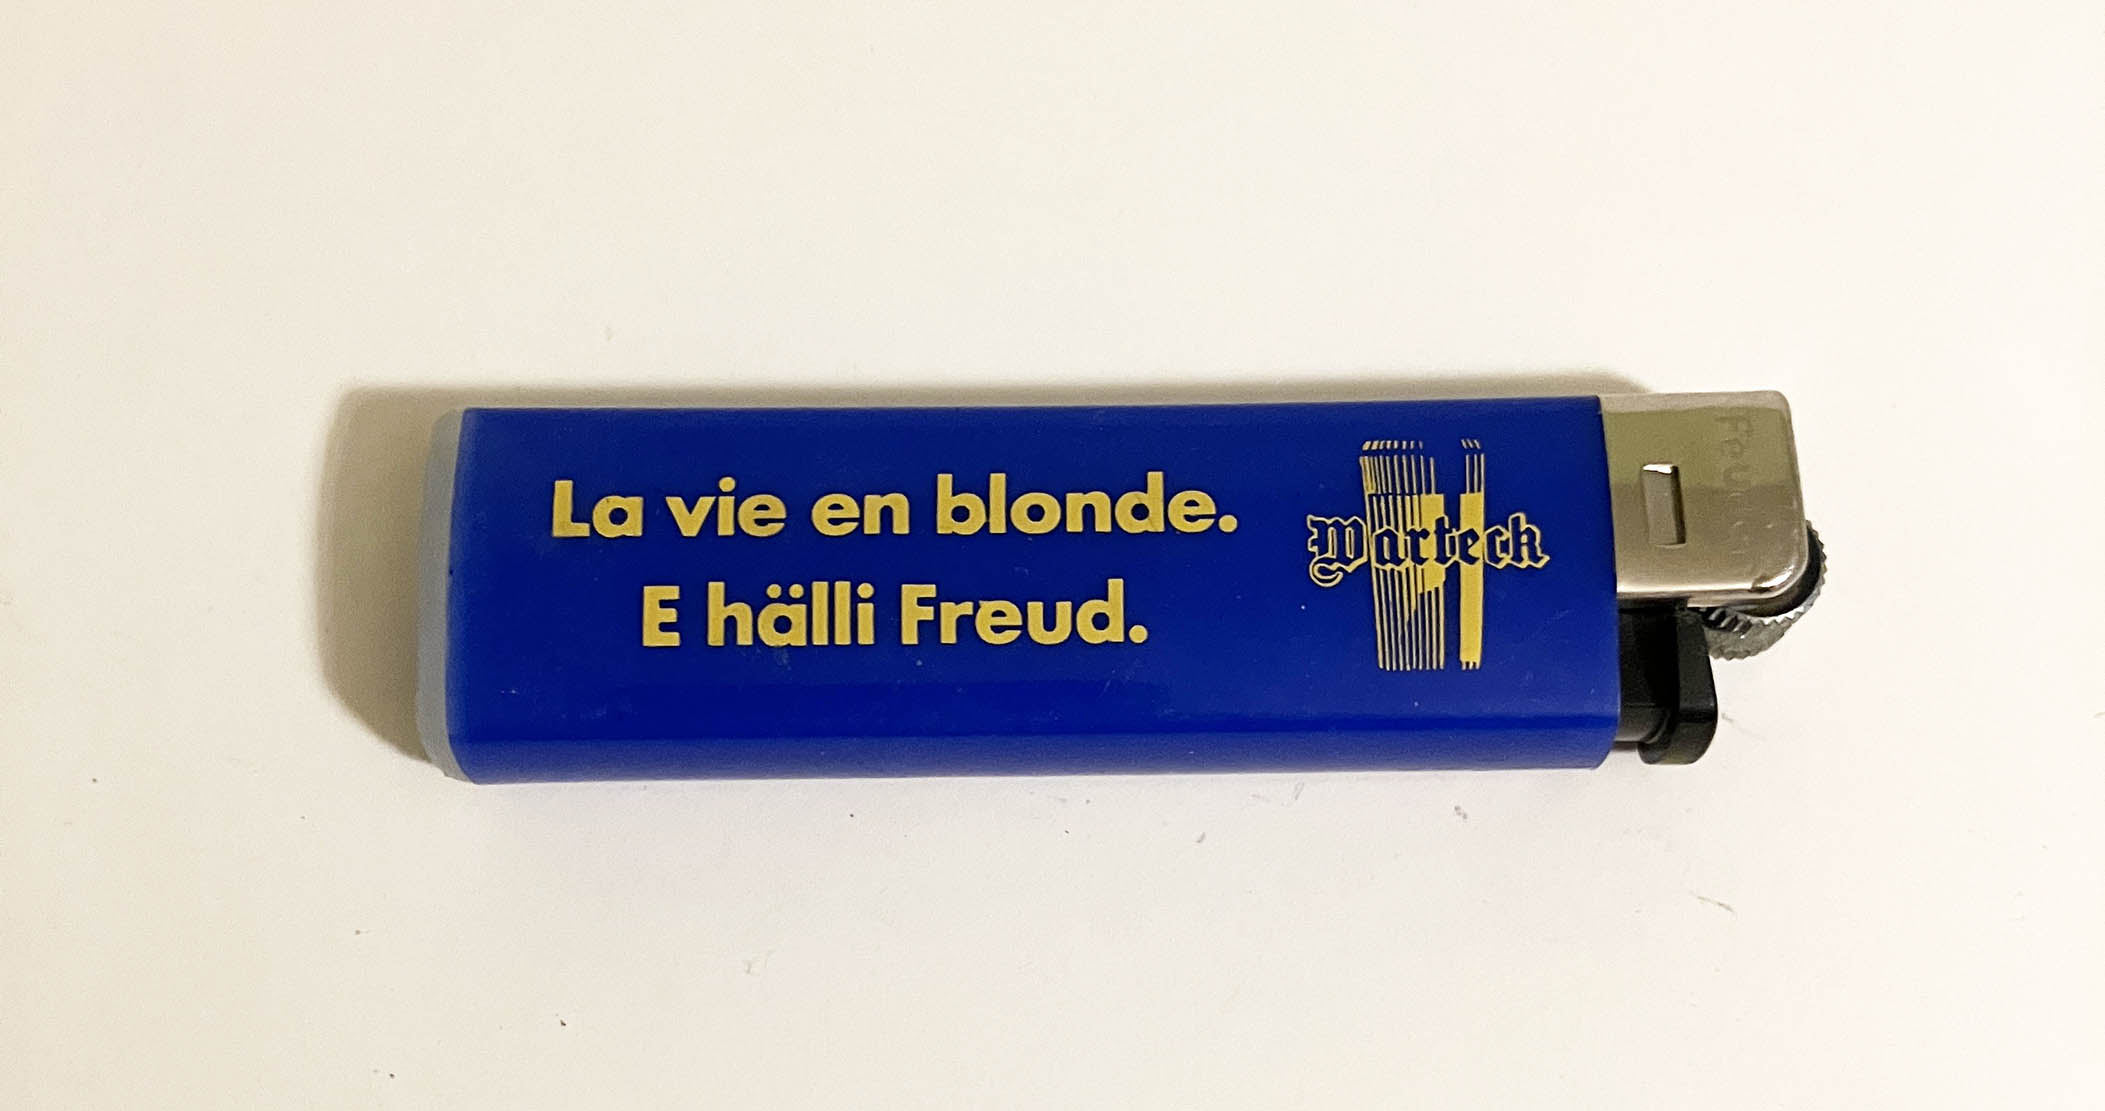 La vie en blonde.
E hälli Freud.
Warteck